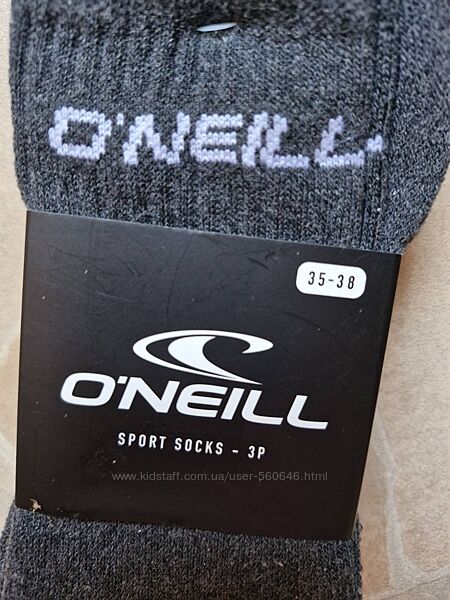 O'NEILL
35-38
O'NEILL
SPORT SOCKS - 3P
www.kidstaff.com.ua/user-560646.html